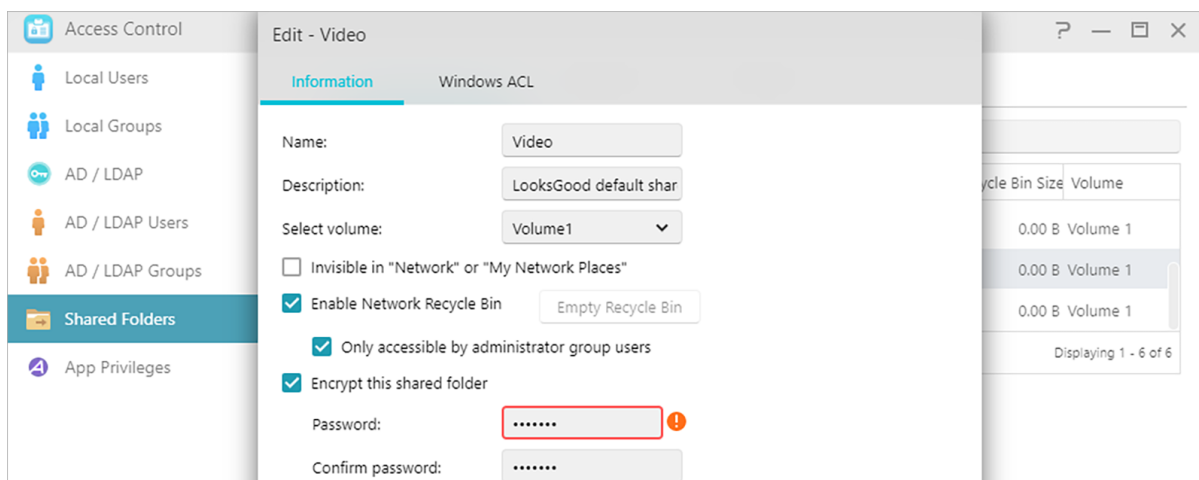 Access Control
Local Users
Local Groups
AD / LDAP
AD / LDAP Users
AD / LDAP Groups
Shared Folders
App Privileges
Edit - Video
Information
Windows ACL
Name:
Video
Description:
LooksGood default shar
Select volume:
Volume1
Invisible in "Network" or "My Network Places"
Enable Network Recycle Bin
Empty Recycle Bin
Only accessible by administrator group users
Encrypt this shared folder
Password:
•••••••
Confirm password:
•••••••
ycle Bin Size
Volume
0.00 B Volume 1
0.00 B Volume 1
0.00 B Volume 1
Displaying 1 - 6 of 6